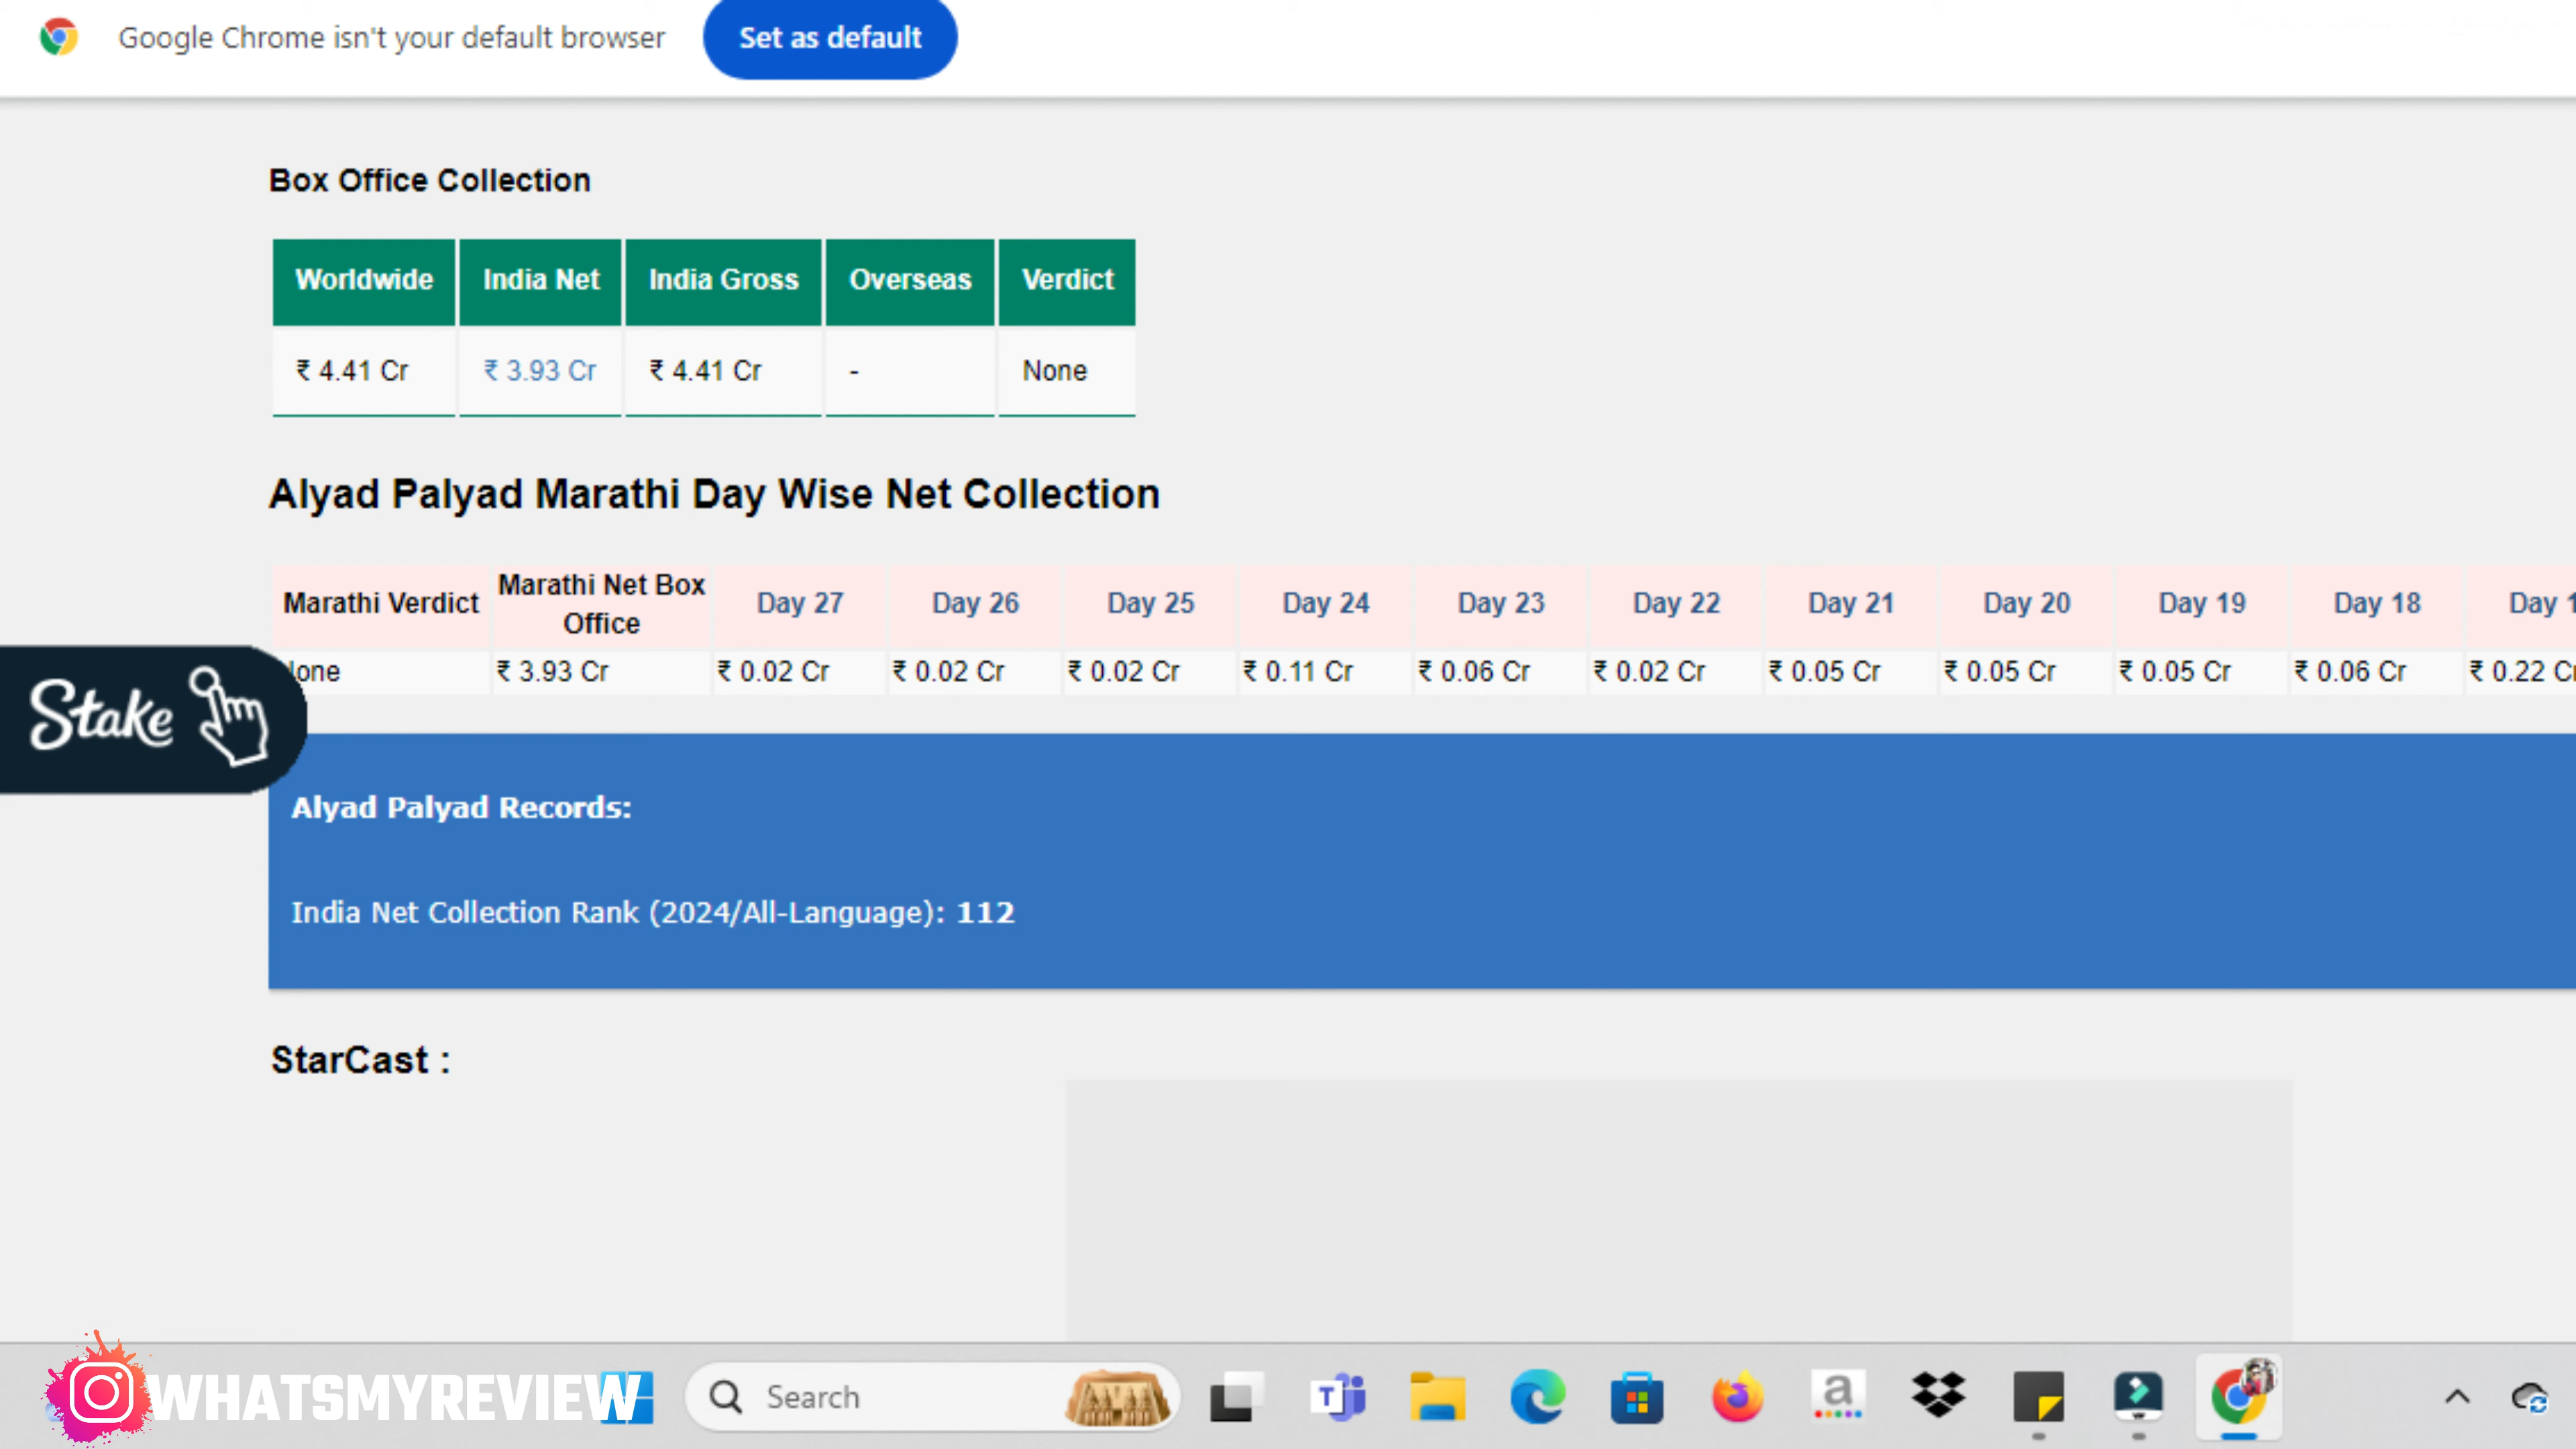 Google Chrome isn't your default browser Set as default
Box Office Collection
Worldwide India Net India Gross Overseas Verdict
₹ 4.41 Cr ₹ 3.93 Cr ₹ 4.41 Cr - None
Alyad Palyad Marathi Day Wise Net Collection
Marathi Verdict Marathi Net Box Office Day 27 Day 26 Day 25 Day 24 Day 23 Day 22 Day 21 Day 20 Day 19 Day 18 Day
₹ 3.93 Cr ₹ 0.02 Cr ₹ 0.02 Cr ₹ 0.02 Cr ₹ 0.11 Cr ₹ 0.06 Cr ₹ 0.02 Cr ₹ 0.05 Cr ₹ 0.05 Cr ₹ 0.05 Cr ₹ 0.06 Cr ₹ 0.22
Stake
Alyad Palyad Records:
India Net Collection Rank (2024/All-Language): 112
StarCast :
WHATSMYREVIEW
Search